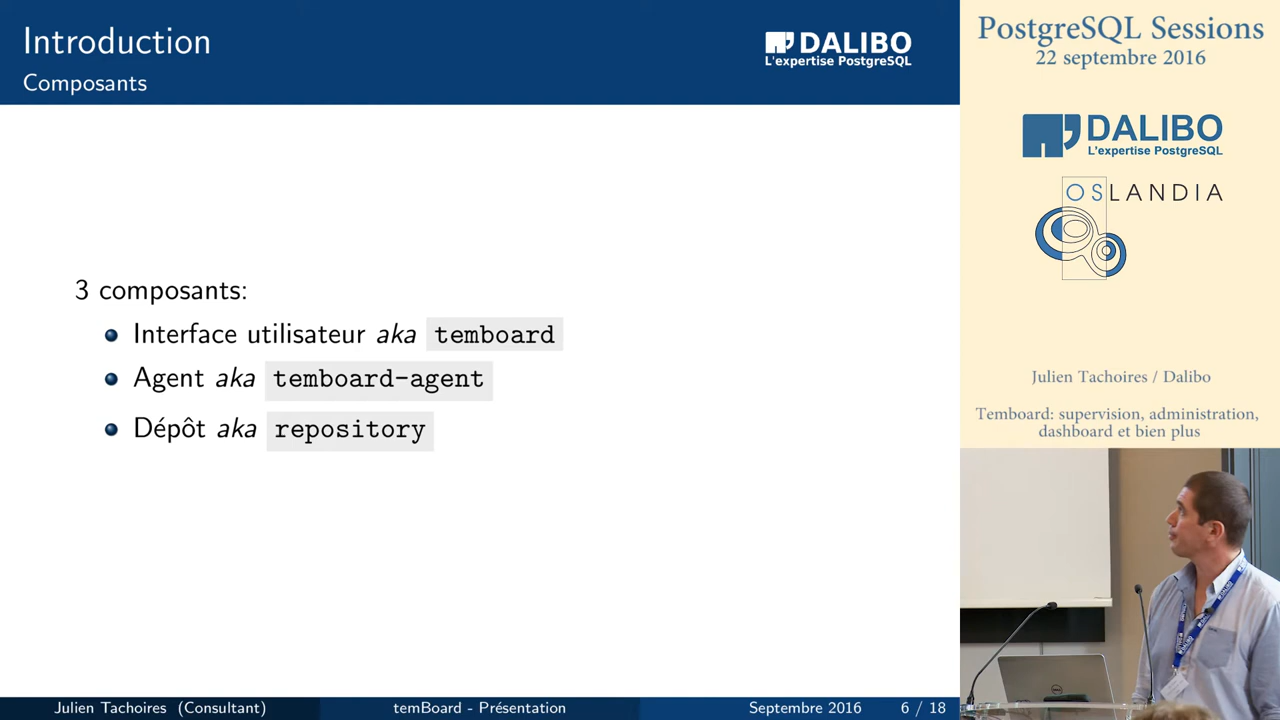 Introduction
Composants
DALIBO
L'expertise PostgreSQL
3 composants:
Interface utilisateur aka temboard
Agent aka temboard-agent
Dépôt aka repository
Julien Tachoires (Consultant)
temBoard - Présentation
Septembre 2016
6 / 18
PostgreSQL Sessions
22 septembre 2016
DALIBO
L'expertise PostgreSQL
OSLANDIA
Julien Tachoires / Dalibo
Temboard: supervision, administration,
dashboard et bien plus
DALIBO